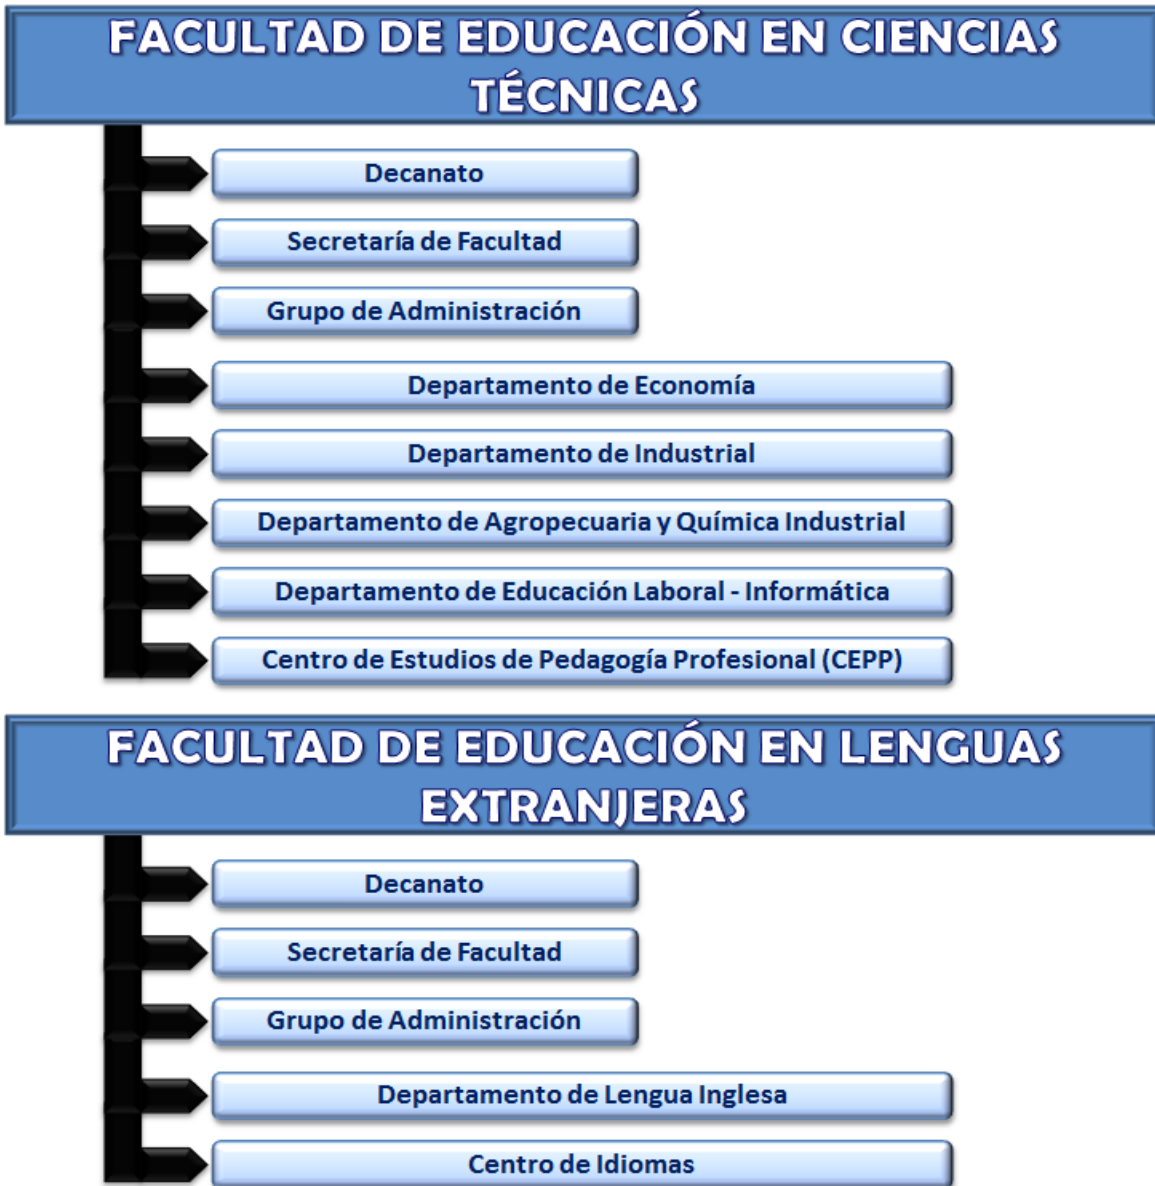 FACULTAD DE EDUCACIÓN EN CIENCIAS
TÉCNICAS
Decanato
Secretaría de Facultad
Grupo de Administración
Departamento de Economía
Departamento de Industrial
Departamento de Agropecuaria y Química Industrial
Departamento de Educación Laboral - Informática
Centro de Estudios de Pedagogía Profesional (CEPP)
FACULTAD DE EDUCACIÓN EN LENGUAS
EXTRANJERAS
Decanato
Secretaría de Facultad
Grupo de Administración
Departamento de Lengua Inglesa
Centro de Idiomas